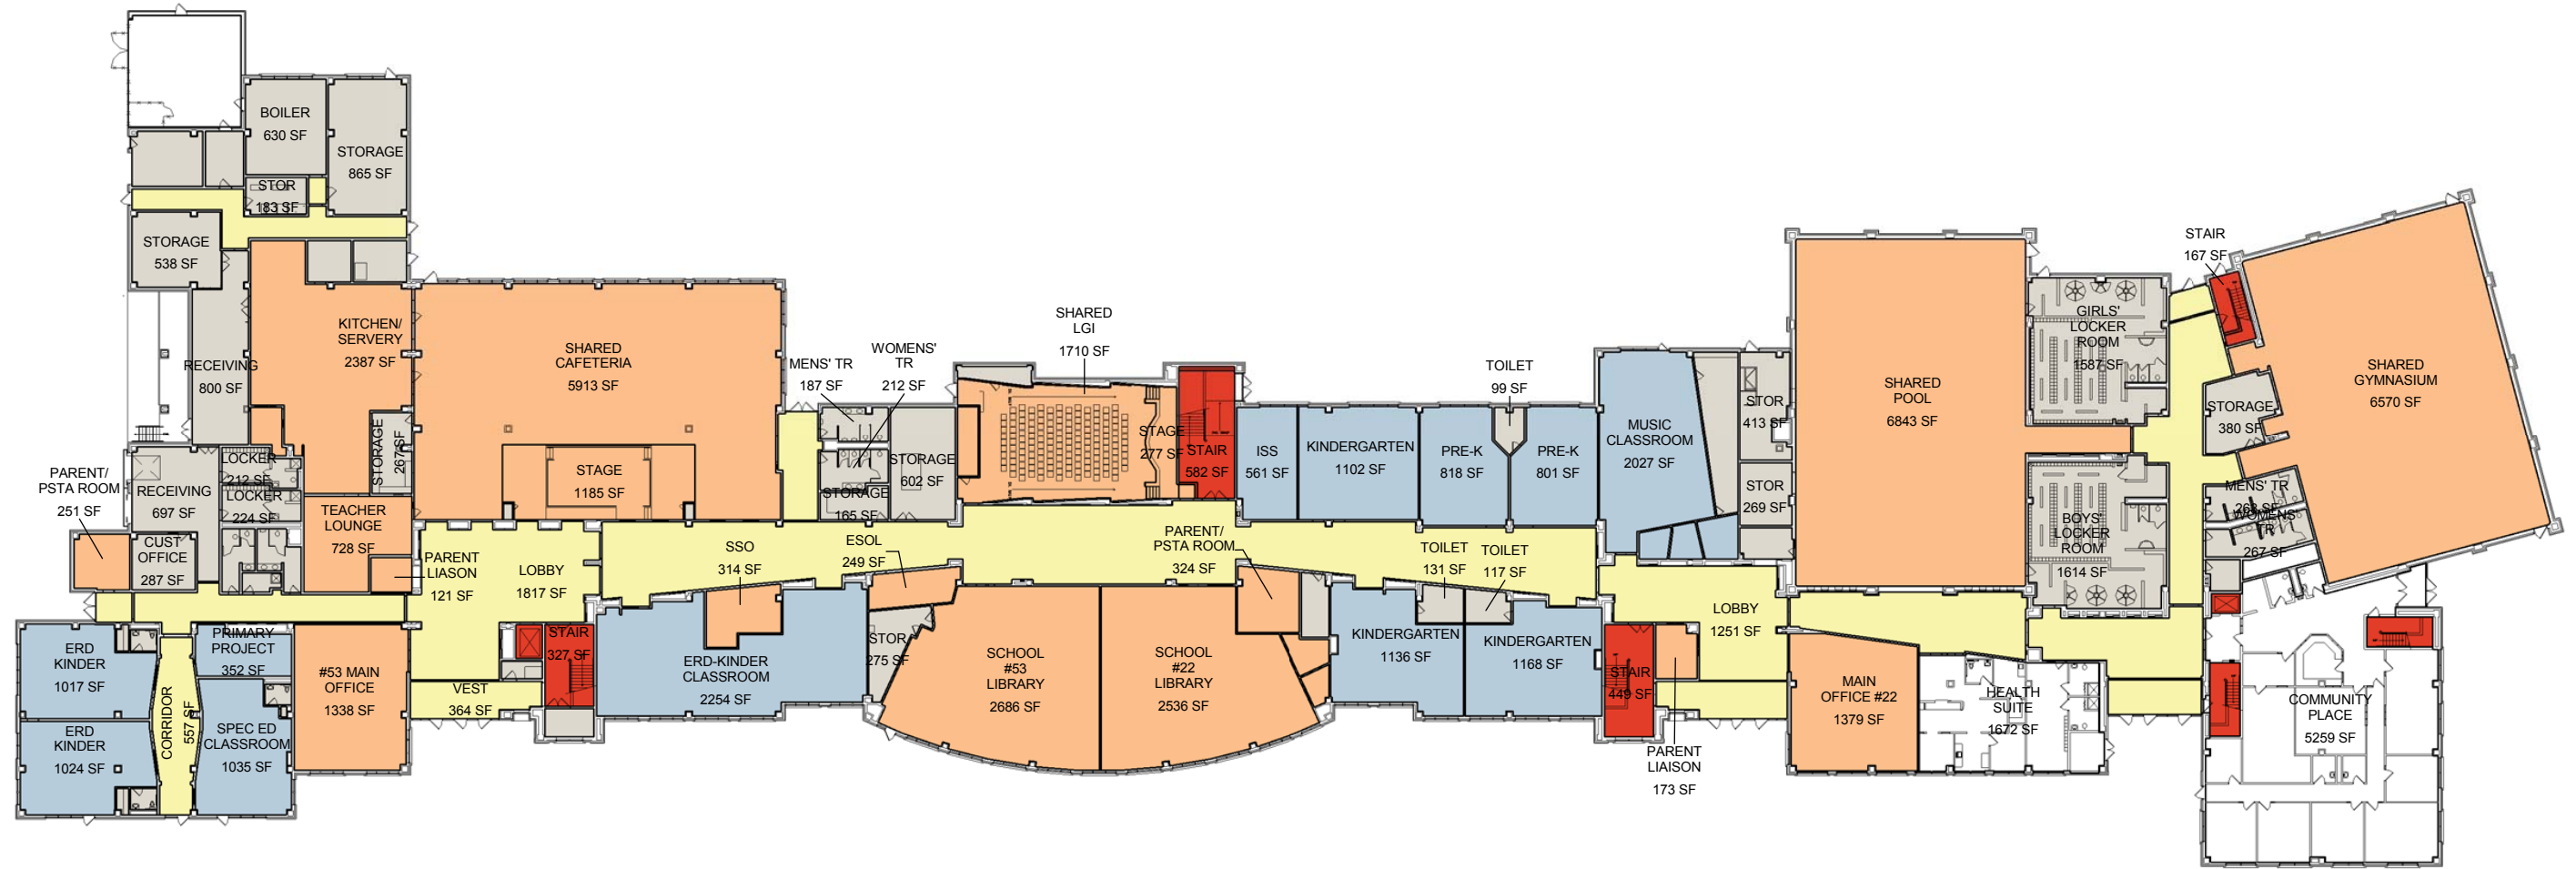 BOILER
630 SF
STORAGE
865 SF
STOR
183 SF
STORAGE
538 SF
KITCHEN/
SERVERY
2387 SF
RECEIVING
800 SF
SHARED
CAFETERIA
5913 SF
STAGE
1185 SF
STORAGE
267 SF
LOCKER
212 SF
LOCKER
224 SF
RECEIVING
697 SF
PARENT/
PSTA ROOM
251 SF
CUST
OFFICE
287 SF
TEACHER
LOUNGE
728 SF
PARENT
LIASON
121 SF
LOBBY
1817 SF
ERD
KINDER
1017 SF
ERD
KINDER
1024 SF
CORRIDOR
557 SF
PRIMARY
PROJECT
352 SF
SPEC ED
CLASSROOM
1035 SF
#53 MAIN
OFFICE
1338 SF
VEST
364 SF
STAIR
327 SF
MENS' TR
187 SF
WOMENS'
TR
212 SF
STORAGE
165 SF
STORAGE
602 SF
SHARED
LGI
1710 SF
STAGE
277 SF
STAIR
582 SF
SSO
314 SF
ESOL
249 SF
ERD-KINDER
CLASSROOM
2254 SF
STOR
275 SF
SCHOOL
#53
LIBRARY
2686 SF
SCHOOL
#22
LIBRARY
2536 SF
PARENT/
PSTA ROOM
324 SF
ISS
561 SF
KINDERGARTEN
1102 SF
PRE-K
818 SF
TOILET
99 SF
PRE-K
801 SF
MUSIC
CLASSROOM
2027 SF
STOR
413 SF
STOR
269 SF
TOILET
131 SF
TOILET
117 SF
KINDERGARTEN
1136 SF
KINDERGARTEN
1168 SF
STAIR
449 SF
PARENT
LIAISON
173 SF
LOBBY
1251 SF
SHARED
POOL
6843 SF
GIRLS'
LOCKER
ROOM
1587 SF
BOYS'
LOCKER
ROOM
1614 SF
STAIR
167 SF
STORAGE
380 SF
SHARED
GYMNASIUM
6570 SF
MENS' TR
WOMENS'
TR
267 SF
MAIN
OFFICE #22
1379 SF
HEALTH
SUITE
1672 SF
COMMUNITY
PLACE
5259 SF